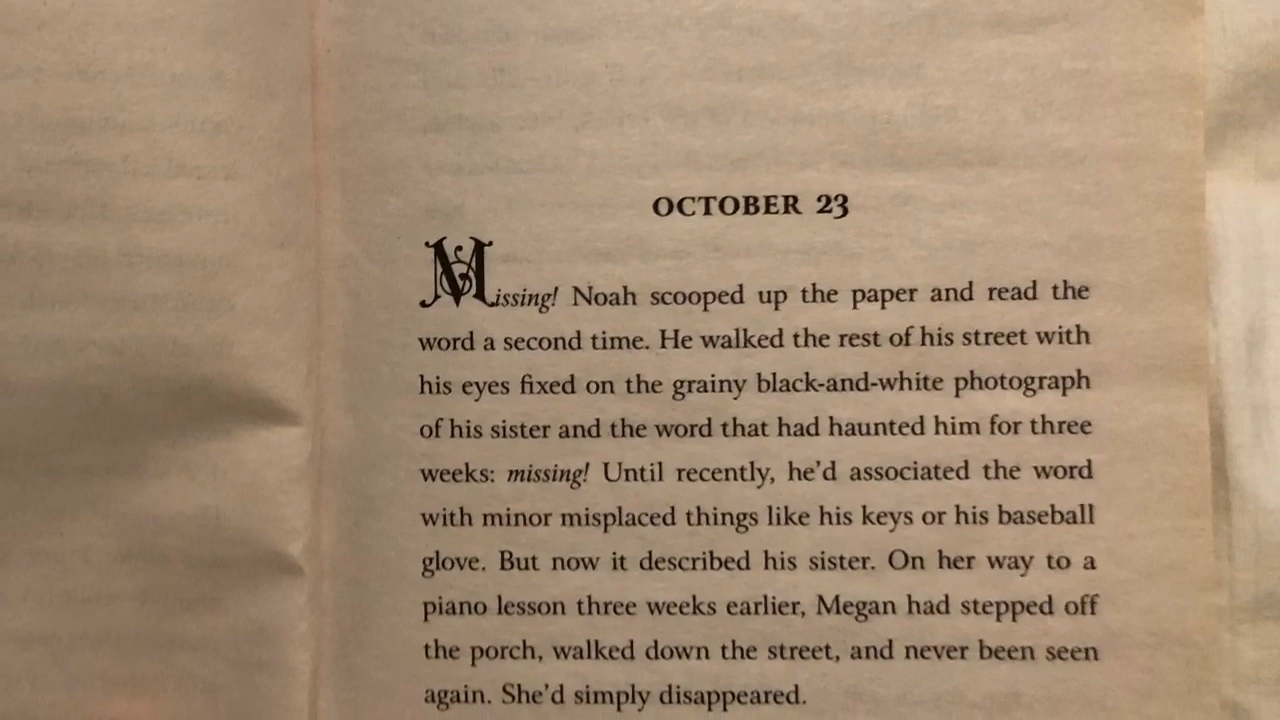 OCTOBER 23
Missing! Noah scooped up the paper and read the
word a second time. He walked the rest of his street with
his eyes fixed on the grainy black-and-white photograph
of his sister and the word that had haunted him for three
weeks: missing! Until recently, he’d associated the word
with minor misplaced things like his keys or his baseball
glove. But now it described his sister. On her way to a
piano lesson three weeks earlier, Megan had stepped off
the porch, walked down the street, and never been seen
again. She’d simply disappeared.